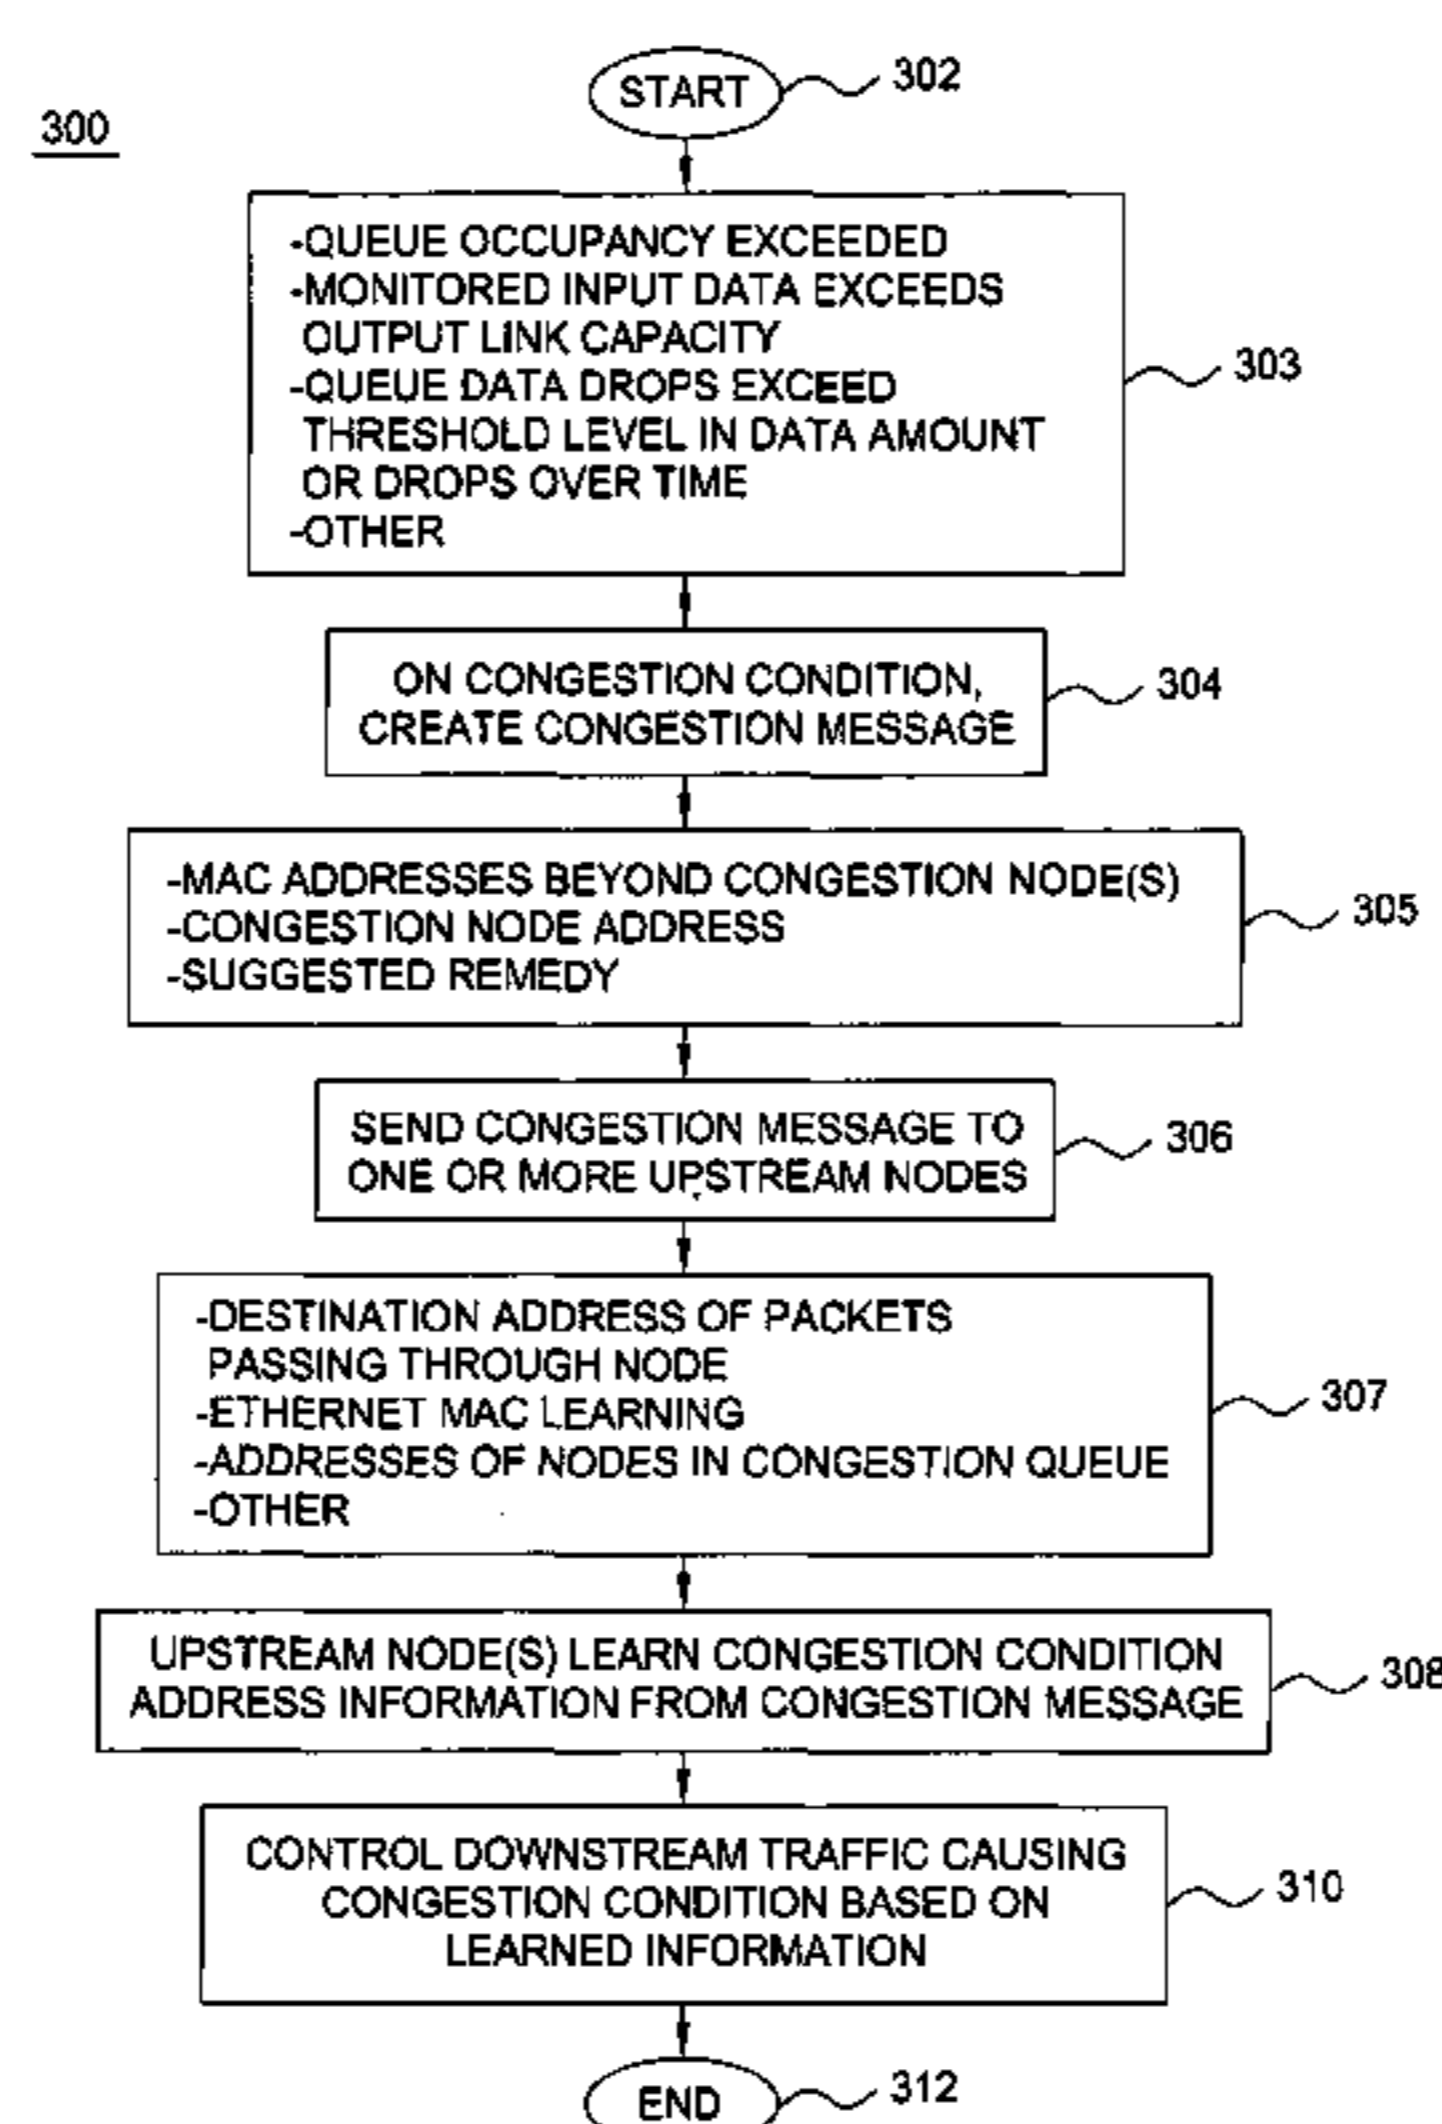 300
START
302
-QUEUE OCCUPANCY EXCEEDED
-MONITORED INPUT DATA EXCEEDS
OUTPUT LINK CAPACITY
-QUEUE DATA DROPS EXCEED
THRESHOLD LEVEL IN DATA AMOUNT
OR DROPS OVER TIME
-OTHER
303
ON CONGESTION CONDITION,
CREATE CONGESTION MESSAGE
304
-MAC ADDRESSES BEYOND CONGESTION NODE(S)
-CONGESTION NODE ADDRESS
-SUGGESTED REMEDY
305
SEND CONGESTION MESSAGE TO
ONE OR MORE UPSTREAM NODES
306
-DESTINATION ADDRESS OF PACKETS
PASSING THROUGH NODE
-ETHERNET MAC LEARNING
-ADDRESSES OF NODES IN CONGESTION QUEUE
-OTHER
307
UPSTREAM NODE(S) LEARN CONGESTION CONDITION
ADDRESS INFORMATION FROM CONGESTION MESSAGE
308
CONTROL DOWNSTREAM TRAFFIC CAUSING
CONGESTION CONDITION BASED ON
LEARNED INFORMATION
310
END
312